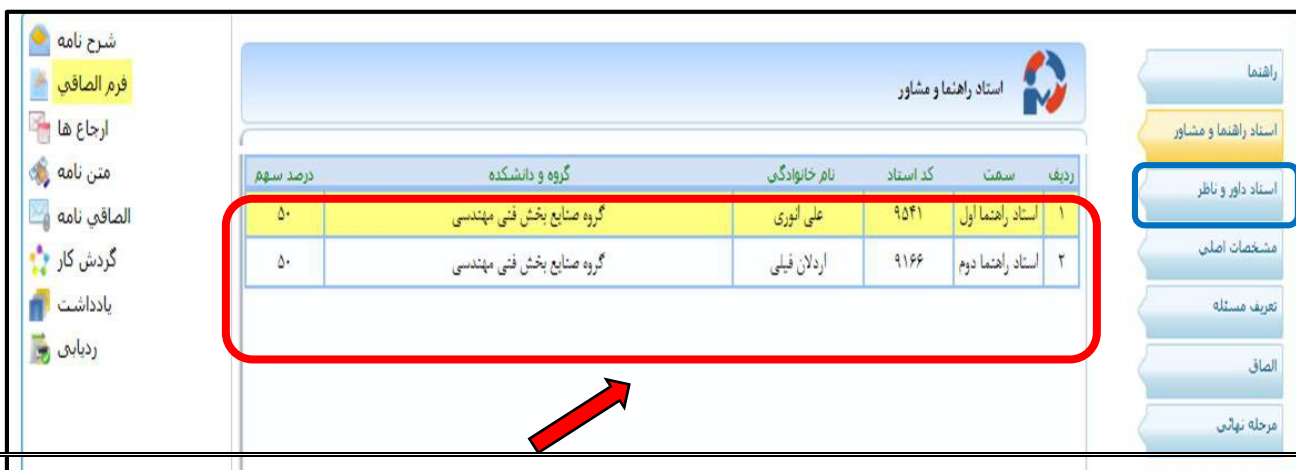 راهنما
استاد راهنما و مشاور
استاد داور و ناظر
مشخصات اصلی
تعریف مسئله
الصاق
مرحله نهائی
استاد راهنما و مشاور
ردیف سمت کد استاد نام خانوادگی گروه و دانشکده درصد سهم
۱ استاد راهنما اول ۹۵۴۱ علی انوری گروه صنایع بخش فنی مهندسی ۵۰
۲ استاد راهنما دوم ۹۱۶۶ اردلان فیلی گروه صنایع بخش فنی مهندسی ۵۰
شرح نامه
فرم الصاقي
ارجاع ها
متن نامه
الصاقي نامه
گردش کار
یادداشت
ردیابی